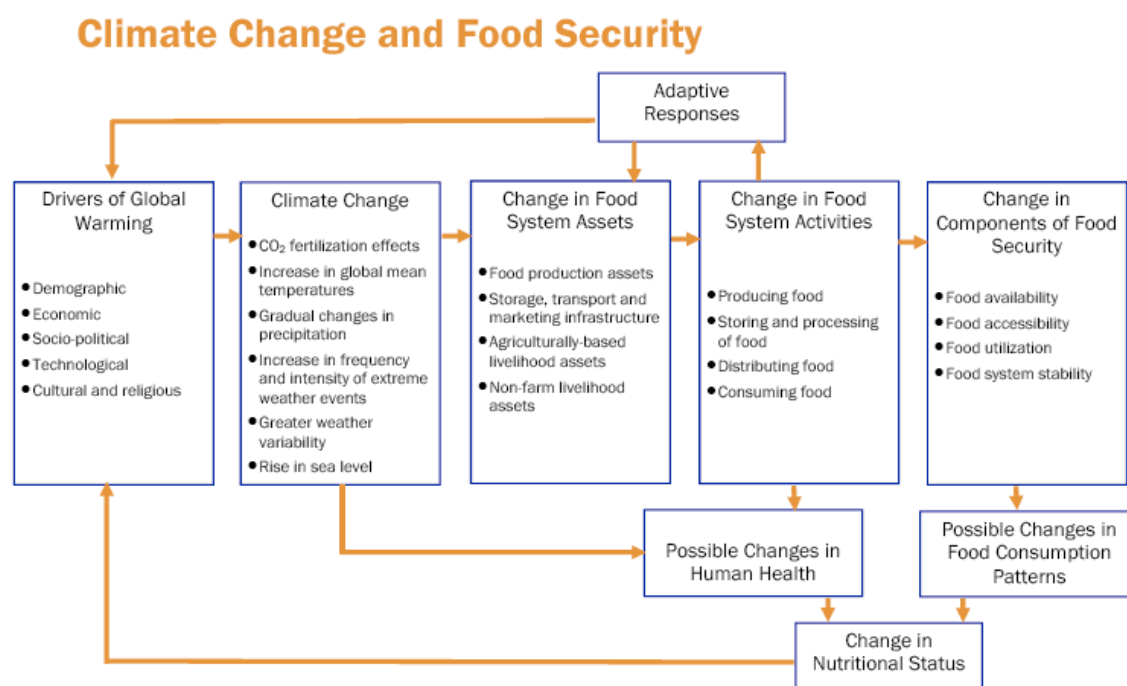 Climate Change and Food Security
Adaptive
Responses
Drivers of Global
Warming
● Demographic
● Economic
● Socio-political
● Technological
● Cultural and religious
Climate Change
● CO₂ fertilization effects
● Increase in global mean
temperatures
● Gradual changes in
precipitation
● Increase in frequency
and intensity of extreme
weather events
● Greater weather
variability
● Rise in sea level
Change in Food
System Assets
● Food production assets
● Storage, transport and
marketing infrastructure
● Agriculturally-based
livelihood assets
● Non-farm livelihood
assets
Change in Food
System Activities
● Producing food
● Storing and processing
of food
● Distributing food
● Consuming food
Change in
Components of Food
Security
● Food availability
● Food accessibility
● Food utilization
● Food system stability
Possible Changes in
Human Health
Possible Changes in
Food Consumption
Patterns
Change in
Nutritional Status